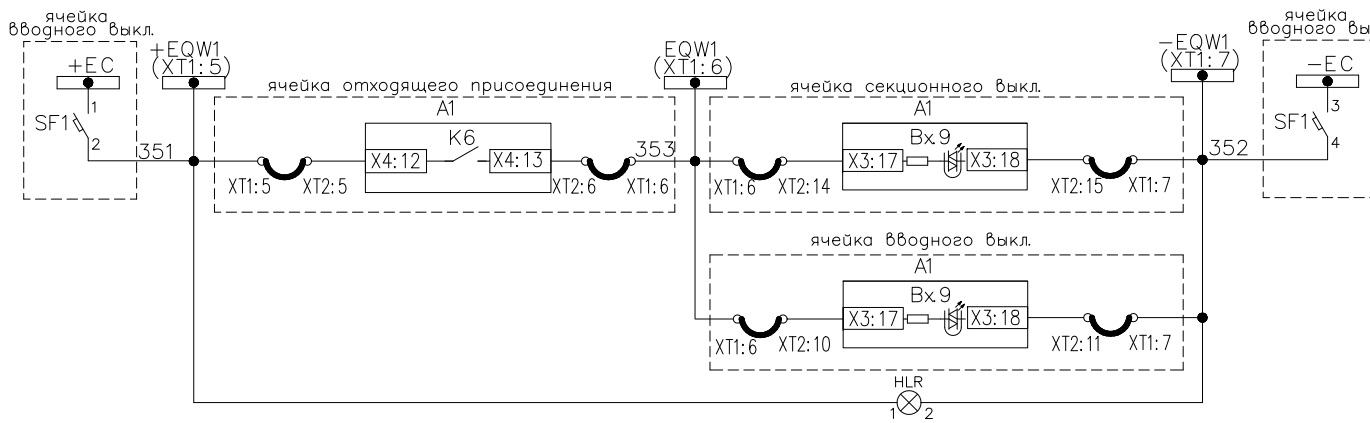 ячейка
вводного выкл.
+EC
1
SF1
2
351
+EQW1
(XT1:5)
ячейка отходящего присоединения
A1
K6
X4:12
X4:13
XT1:5
XT2:5
XT2:6
XT1:6
353
EQW1
(XT1:6)
ячейка секционного выкл.
A1
Вх.9
X3:17
X3:18
XT1:6
XT2:14
XT2:15
XT1:7
352
-EQW1
(XT1:7)
ячейка
вводного вы
-EC
3
SF1
4
ячейка вводного выкл.
A1
Вх.9
X3:17
X3:18
XT1:6
XT2:10
XT2:11
XT1:7
HLR
1
2